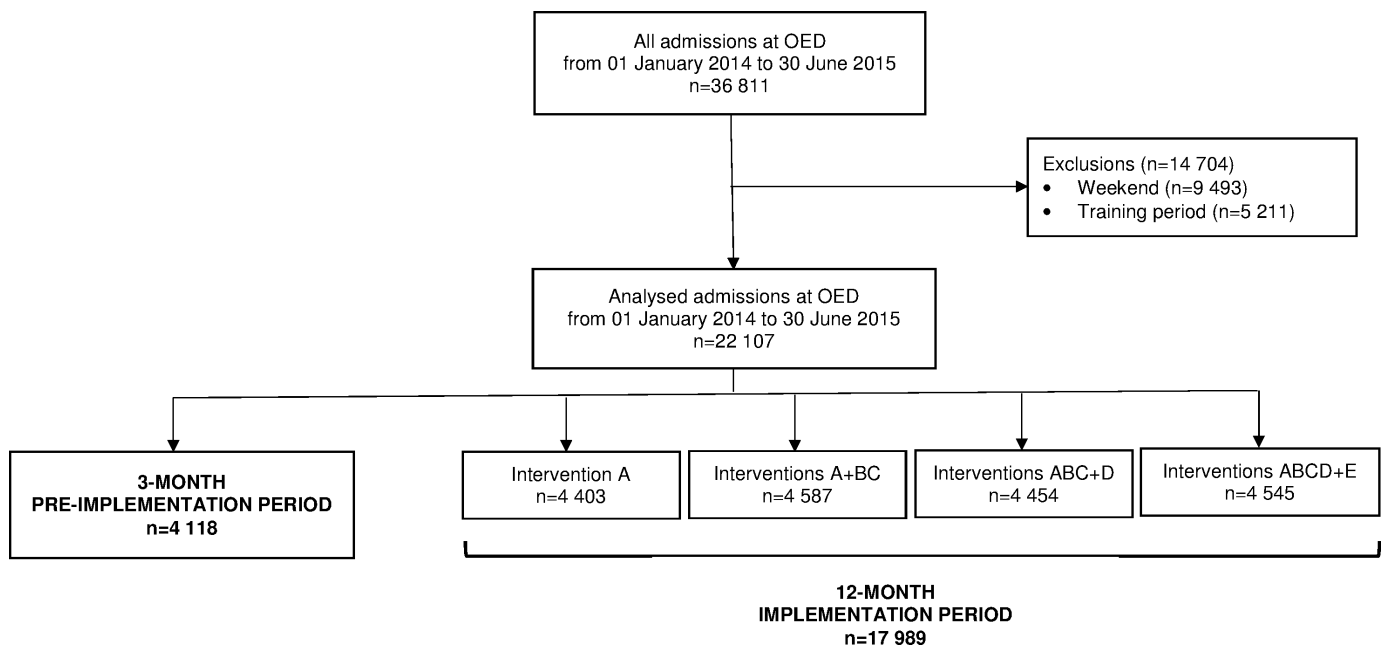 All admissions at OED
from 01 January 2014 to 30 June 2015
n=36 811
Exclusions (n=14 704)
• Weekend (n=9 493)
• Training period (n=5 211)
Analysed admissions at OED
from 01 January 2014 to 30 June 2015
n=22 107
3-MONTH
PRE-IMPLEMENTATION PERIOD
n=4 118
Intervention A
n=4 403
Interventions A+BC
n=4 587
Interventions ABC+D
n=4 454
Interventions ABCD+E
n=4 545
12-MONTH
IMPLEMENTATION PERIOD
n=17 989